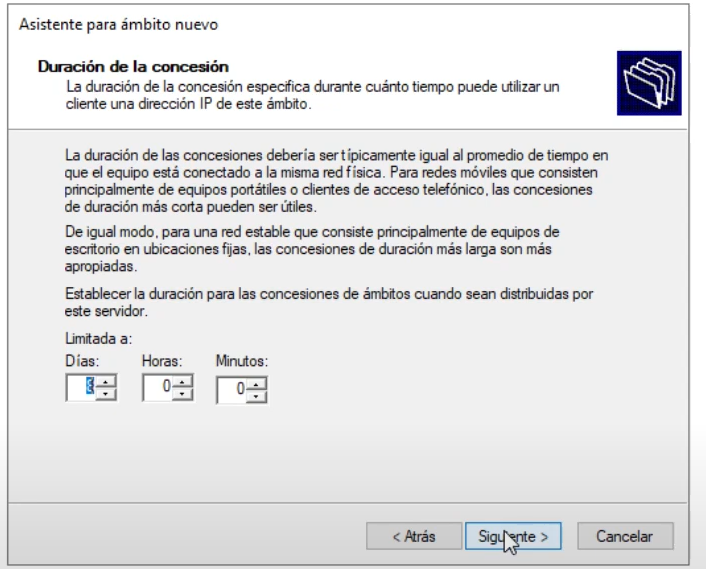 Asistente para ámbito nuevo
Duración de la concesión
La duración de la concesión especifica durante cuánto tiempo puede utilizar un
cliente una dirección IP de este ámbito.
La duración de las concesiones debería ser típicamente igual al promedio de tiempo en
que el equipo está conectado a la misma red física. Para redes móviles que consisten
principalmente de equipos portátiles o clientes de acceso telefónico, las concesiones
de duración más corta pueden ser útiles.
De igual modo, para una red estable que consiste principalmente de equipos de
escritorio en ubicaciones fijas, las concesiones de duración más larga son más
apropiadas.
Establecer la duración para las concesiones de ámbitos cuando sean distribuidas por
este servidor.
Limitada a:
Días: Horas: Minutos:
8 0 0
< Atrás Siguiente > Cancelar